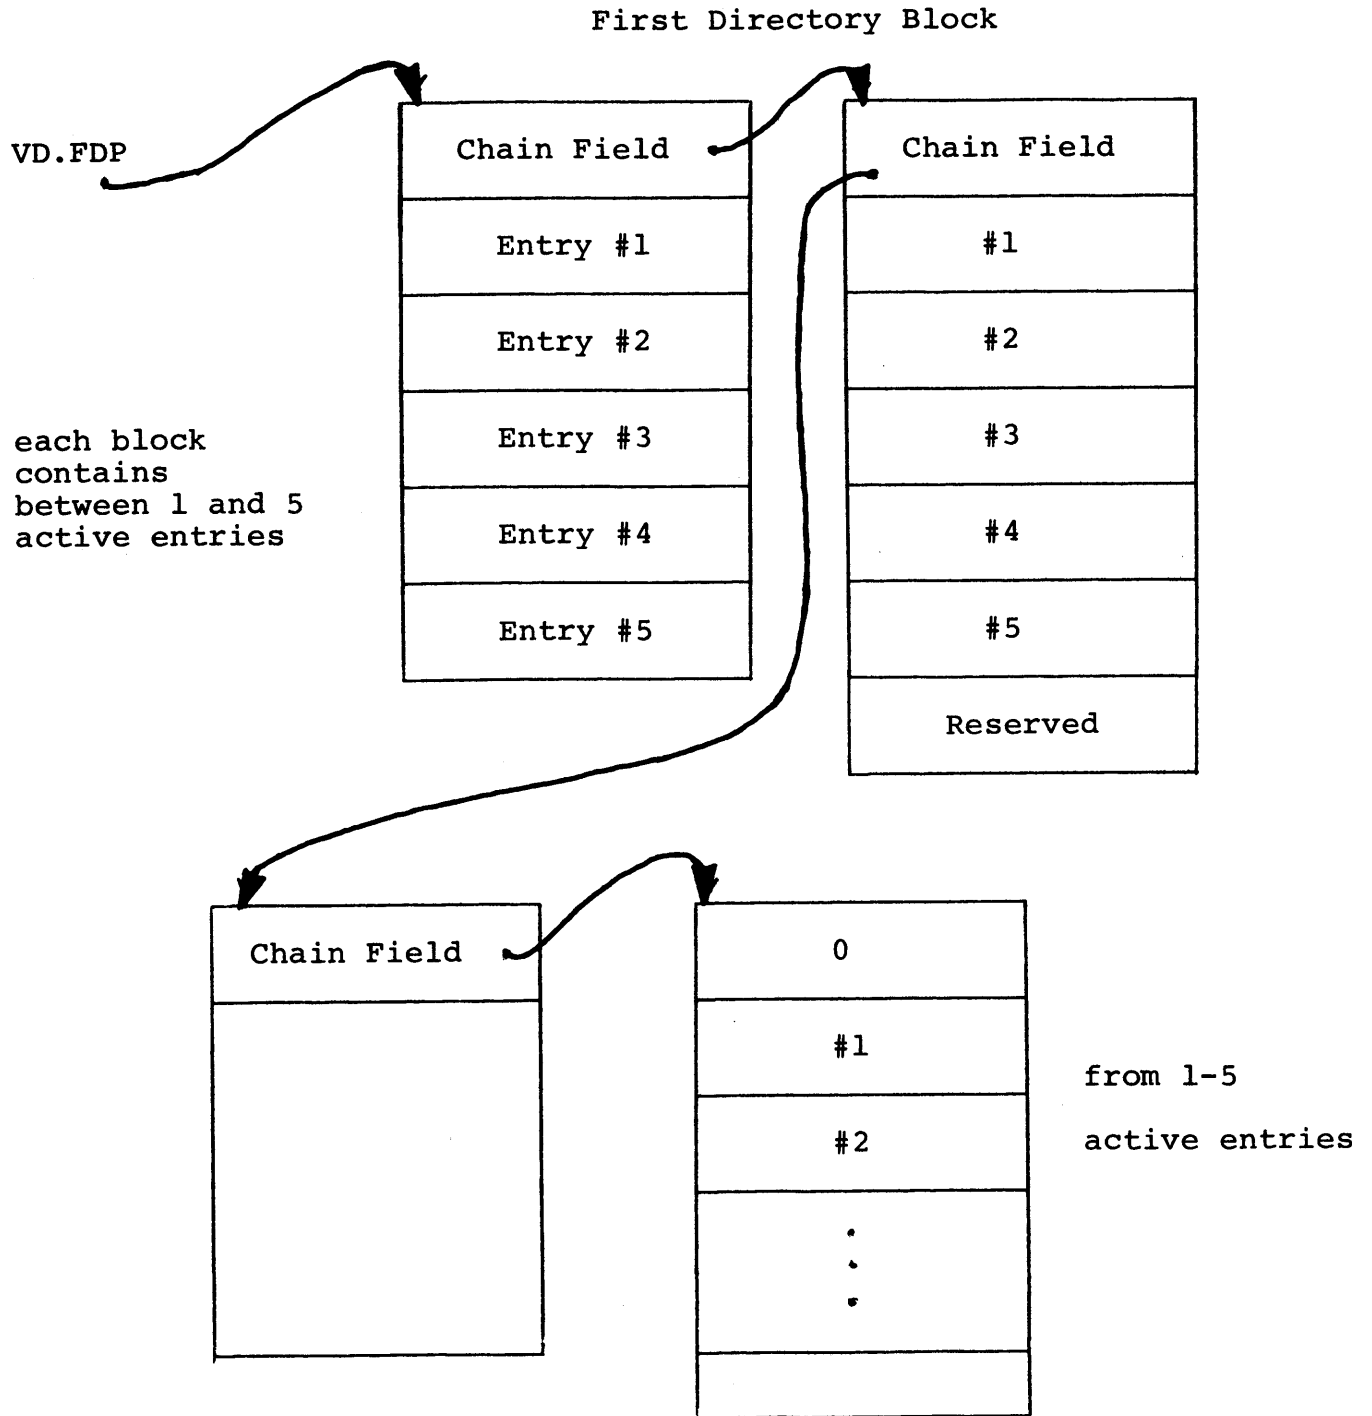 First Directory Block
VD.FDP
Chain Field
Entry #1
Entry #2
Entry #3
Entry #4
Entry #5
each block
contains
between 1 and 5
active entries
Chain Field
#1
#2
#3
#4
#5
Reserved
Chain Field
0
#1
#2
from 1-5
active entries